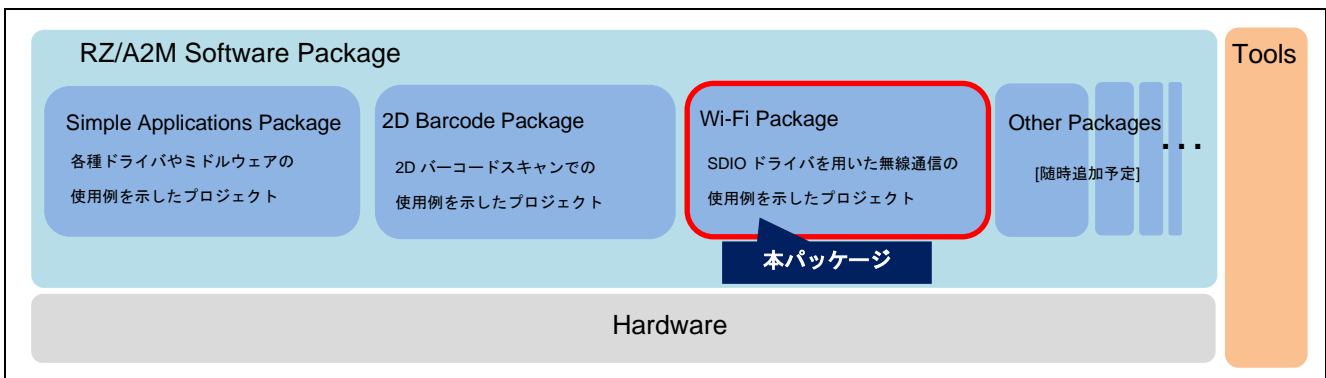 RZ/A2M Software Package
Tools
Simple Applications Package
各種ドライバやミドルウェアの
使用例を示したプロジェクト
2D Barcode Package
2D バーコードスキャンでの
使用例を示したプロジェクト
Wi-Fi Package
SDIO ドライバを用いた無線通信の
使用例を示したプロジェクト
本パッケージ
Other Packages
...
[随時追加予定]
Hardware